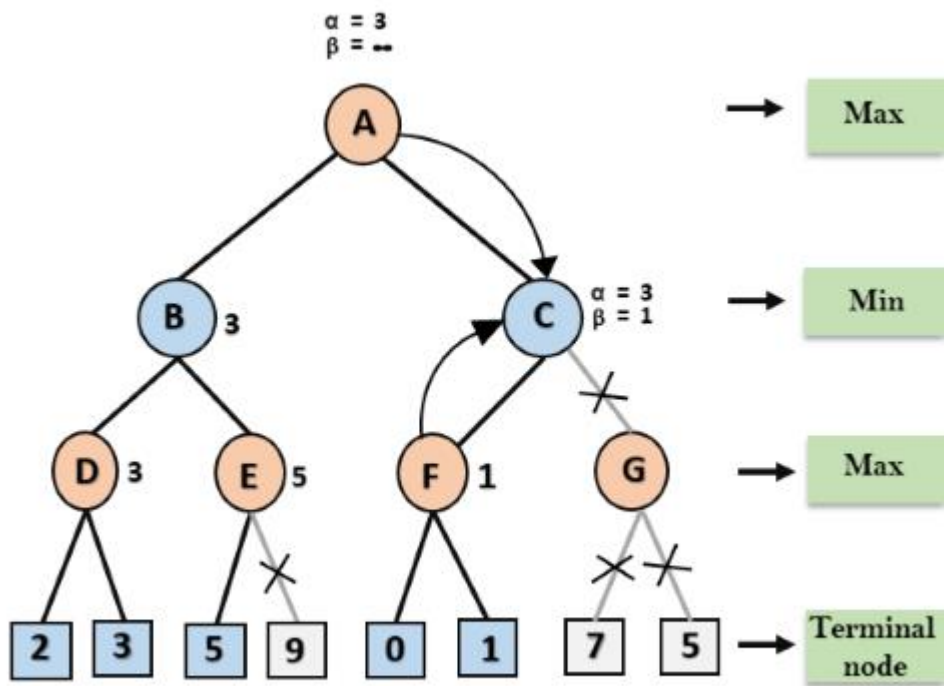 α = 3
β = ∞
A
Max
B
3
C
α = 3
β = 1
Min
D
3
E
5
F
1
G
Max
2
3
5
9
0
1
7
5
Terminal
node